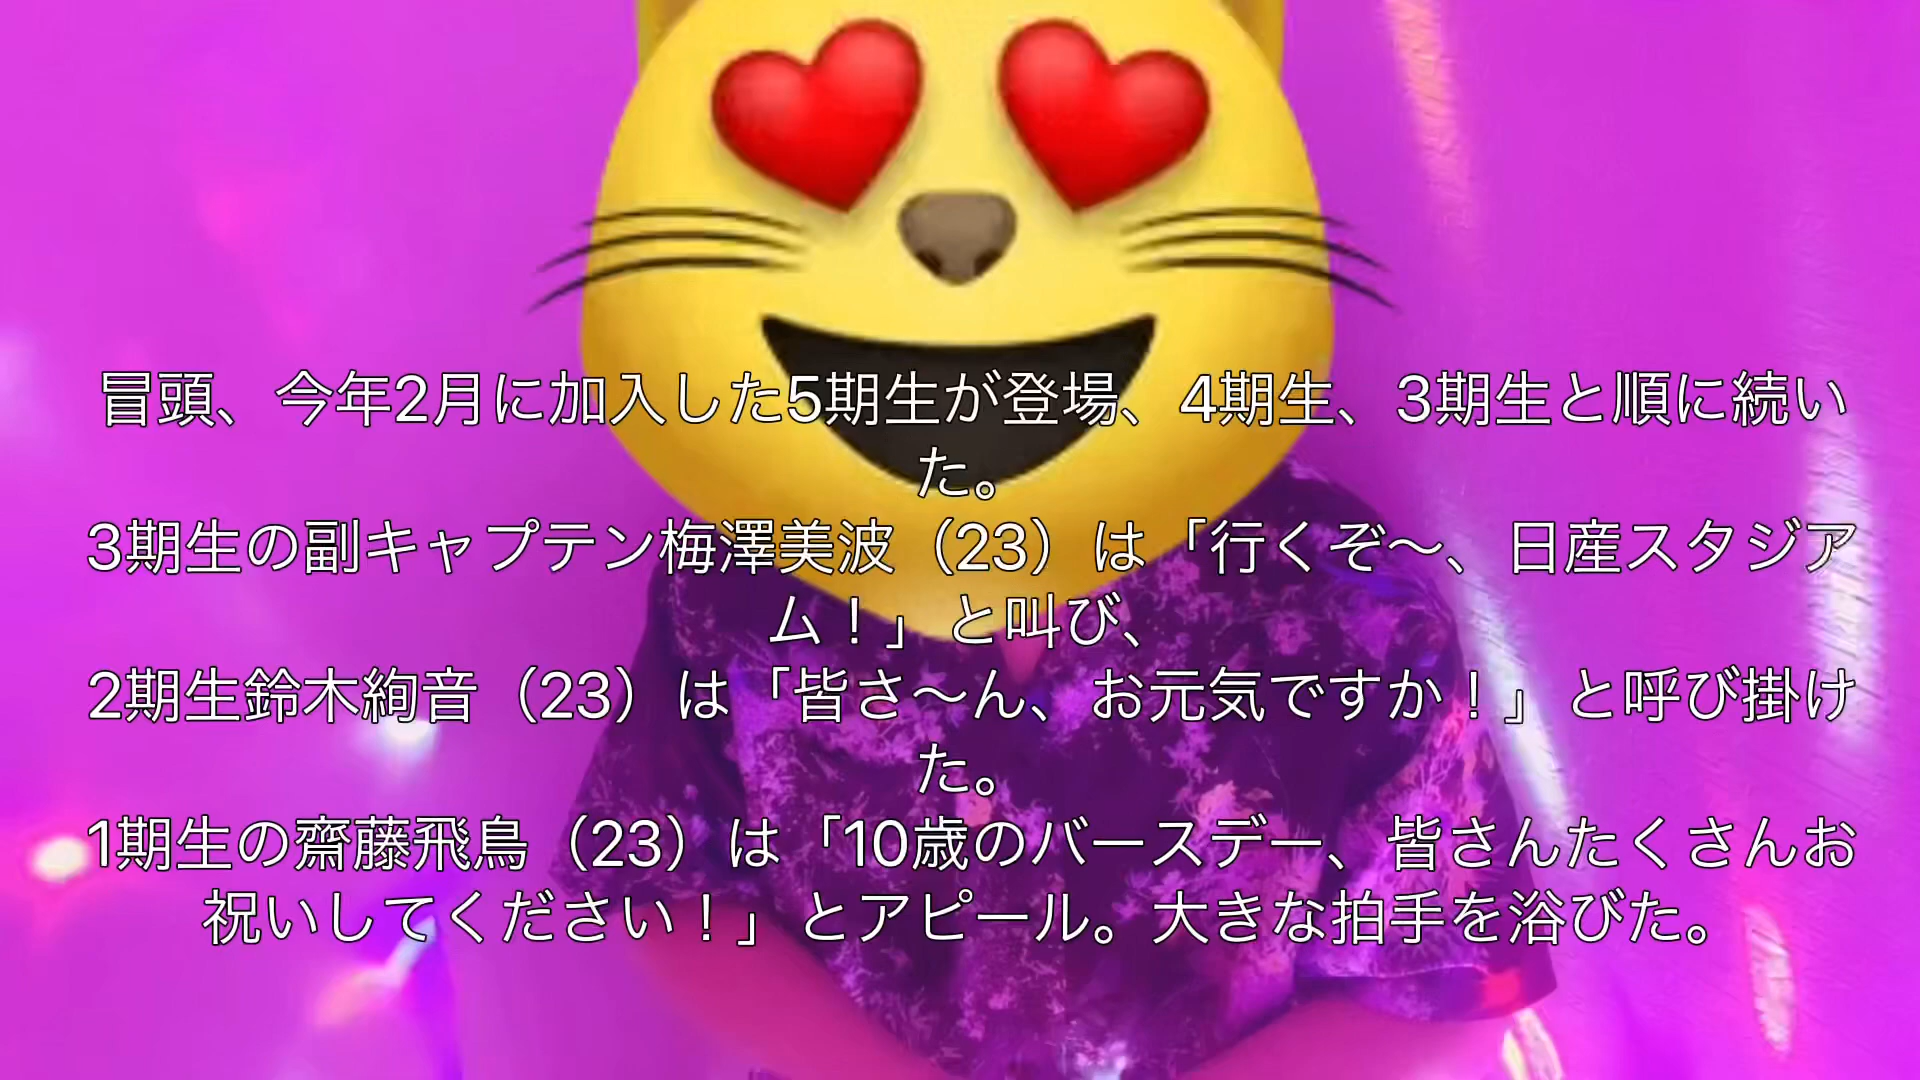 冒頭、今年2月に加入した5期生が登場、4期生、3期生と順に続い
た。
3期生の副キャプテン梅澤美波（23）は「行くぞ〜、日産スタジア
ム！」と叫び、
2期生鈴木絢音（23）は「皆さ〜ん、お元気ですか！」と呼び掛け
た。
1期生の齋藤飛鳥（23）は「10歳のバースデー、皆さんたくさんお
祝いしてください！」とアピール。大きな拍手を浴びた。